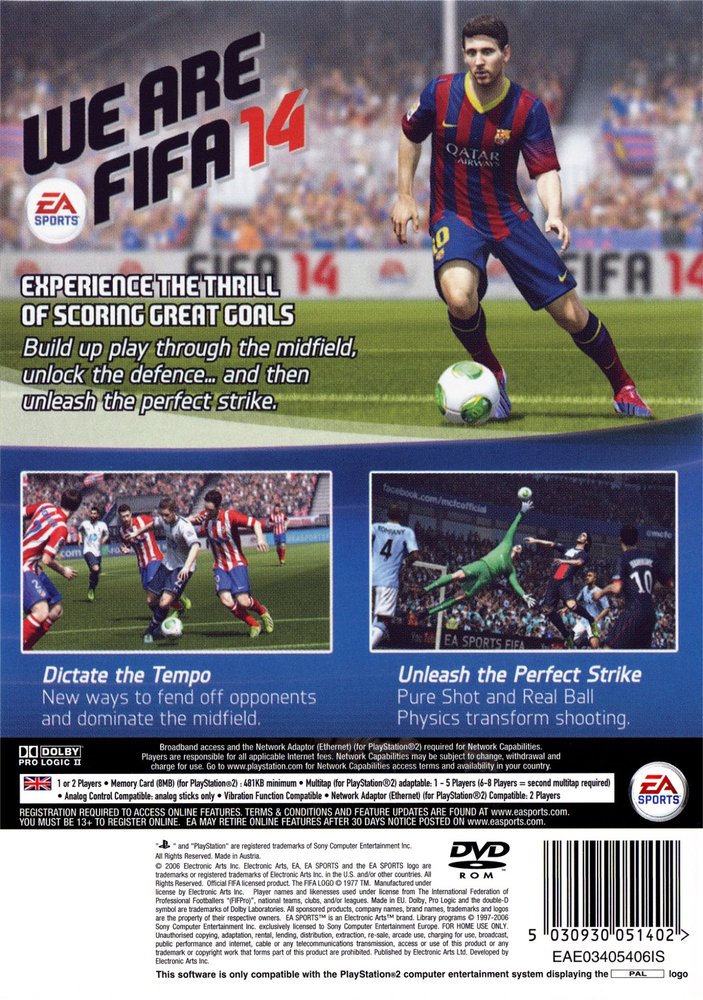 WE ARE
FIFA 14
EA
SPORTS
QATAR
AIRWAYS
10
FIFA 14
FIFA 14
EXPERIENCE THE THRILL
OF SCORING GREAT GOALS
Build up play through the midfield,
unlock the defence... and then
unleash the perfect strike.
facebook.com/mcfcofficial
KOMPANY
4
10
EA SPORTS FIFA
Dictate the Tempo
New ways to fend off opponents
and dominate the midfield.
Unleash the Perfect Strike
Pure Shot and Real Ball
Physics transform shooting.
DOLBY
PRO LOGIC II
Broadband access and the Network Adaptor (Ethernet) (for PlayStation®2) required for Network Capabilities.
Players are responsible for all applicable Internet fees. Network Capabilities may be subject to change, withdrawal and
charge for use. Go to www.playstation.com for Network Capabilities access terms and availability in your country.
1 or 2 Players • Memory Card (8MB) (for PlayStation®2) : 481KB minimum • Multitap (for PlayStation®2) adaptable: 1 - 5 Players (6-8 Players = second multitap required)
• Analog Control Compatible: analog sticks only • Vibration Function Compatible • Network Adaptor (Ethernet) (for PlayStation®2) Compatible: 2 Players
EA
SPORTS™
REGISTRATION REQUIRED TO ACCESS ONLINE FEATURES. TERMS & CONDITIONS AND FEATURE UPDATES ARE FOUND AT www.easports.com.
YOU MUST BE 13+ TO REGISTER ONLINE. EA MAY RETIRE ONLINE FEATURES AFTER 30 DAYS NOTICE POSTED ON www.easports.com
" " and "PlayStation" are registered trademarks of Sony Computer Entertainment Inc.
All Rights Reserved. Made in Austria.
© 2006 Electronic Arts Inc. Electronic Arts, EA, EA SPORTS and the EA SPORTS logo are
trademarks or registered trademarks of Electronic Arts Inc. in the U.S. and/or other countries. All
Rights Reserved. Official FIFA licensed product. The FIFA LOGO © 1977 TM. Manufactured under
license by Electronic Arts Inc. Player names and likenesses used under license from The International Federation of
Professional Footballers "(FIFPro)", national teams, clubs, and/or leagues. Made in EU. Dolby, Pro Logic and the double-D
symbol are trademarks of Dolby Laboratories. All sponsored products, company names, brand names, trademarks and logos
are the property of their respective owners. EA SPORTS™ is an Electronic Arts™ brand. Library programs © 1997-2006
Sony Computer Entertainment Inc. exclusively licensed to Sony Computer Entertainment Europe. FOR HOME USE ONLY.
Unauthorised copying, adaptation, rental, lending, distribution, extraction, re-sale, arcade use, charging for use, broadcast,
public performance and internet, cable or any telecommunications transmission, access or use of this product or any
trademark or copyright work that forms part of this product are prohibited. Published by Electronic Arts Ltd. Developed by
Electronic Arts Inc.
DVD
ROM
5 030930 051402 >
EAE03405406IS
This software is only compatible with the PlayStation®2 computer entertainment system displaying the PAL logo